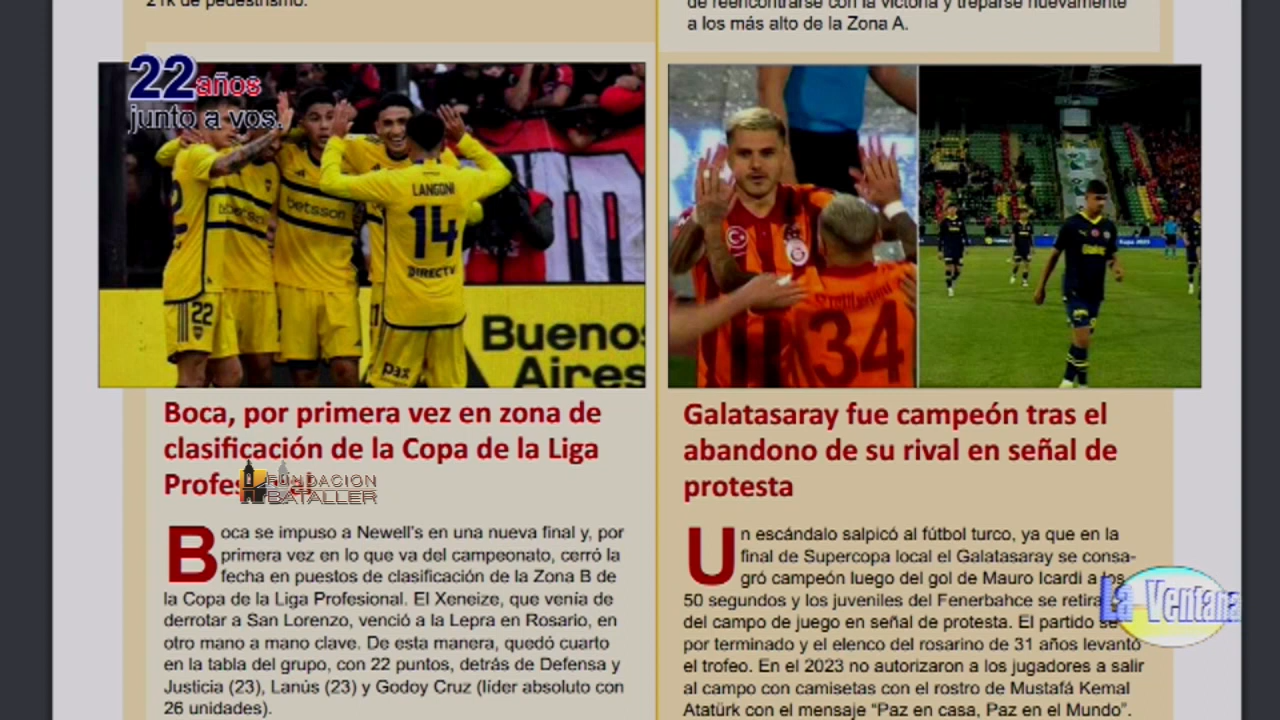 21k de pedestrismo.
de reencontrarse con la victoria y treparse nuevamente
a los más alto de la Zona A.
22 años
junto a vos.
LANGONI
14
DIRECTV
betsson
22
pax
Buenos
Aires
34
Boca, por primera vez en zona de
clasificación de la Copa de la Liga
FUNDACION
BATALLER
Boca se impuso a Newell's en una nueva final y, por
primera vez en lo que va del campeonato, cerró la
fecha en puestos de clasificación de la Zona B de
la Copa de la Liga Profesional. El Xeneize, que venía de
derrotar a San Lorenzo, venció a la Lepra en Rosario, en
otro mano a mano clave. De esta manera, quedó cuarto
en la tabla del grupo, con 22 puntos, detrás de Defensa y
Justicia (23), Lanús (23) y Godoy Cruz (líder absoluto con
26 unidades).
Galatasaray fue campeón tras el
abandono de su rival en señal de
protesta
Un escándalo salpicó al fútbol turco, ya que en la
final de Supercopa local el Galatasaray se consa-
gró campeón luego del gol de Mauro Icardi a los
50 segundos y los juveniles del Fenerbahce se retira
del campo de juego en señal de protesta. El partido se
por terminado y el elenco del rosarino de 31 años levantó
el trofeo. En el 2023 no autorizaron a los jugadores a salir
al campo con camisetas con el rostro de Mustafá Kemal
Atatürk con el mensaje “Paz en casa, Paz en el Mundo”.
La Ventana